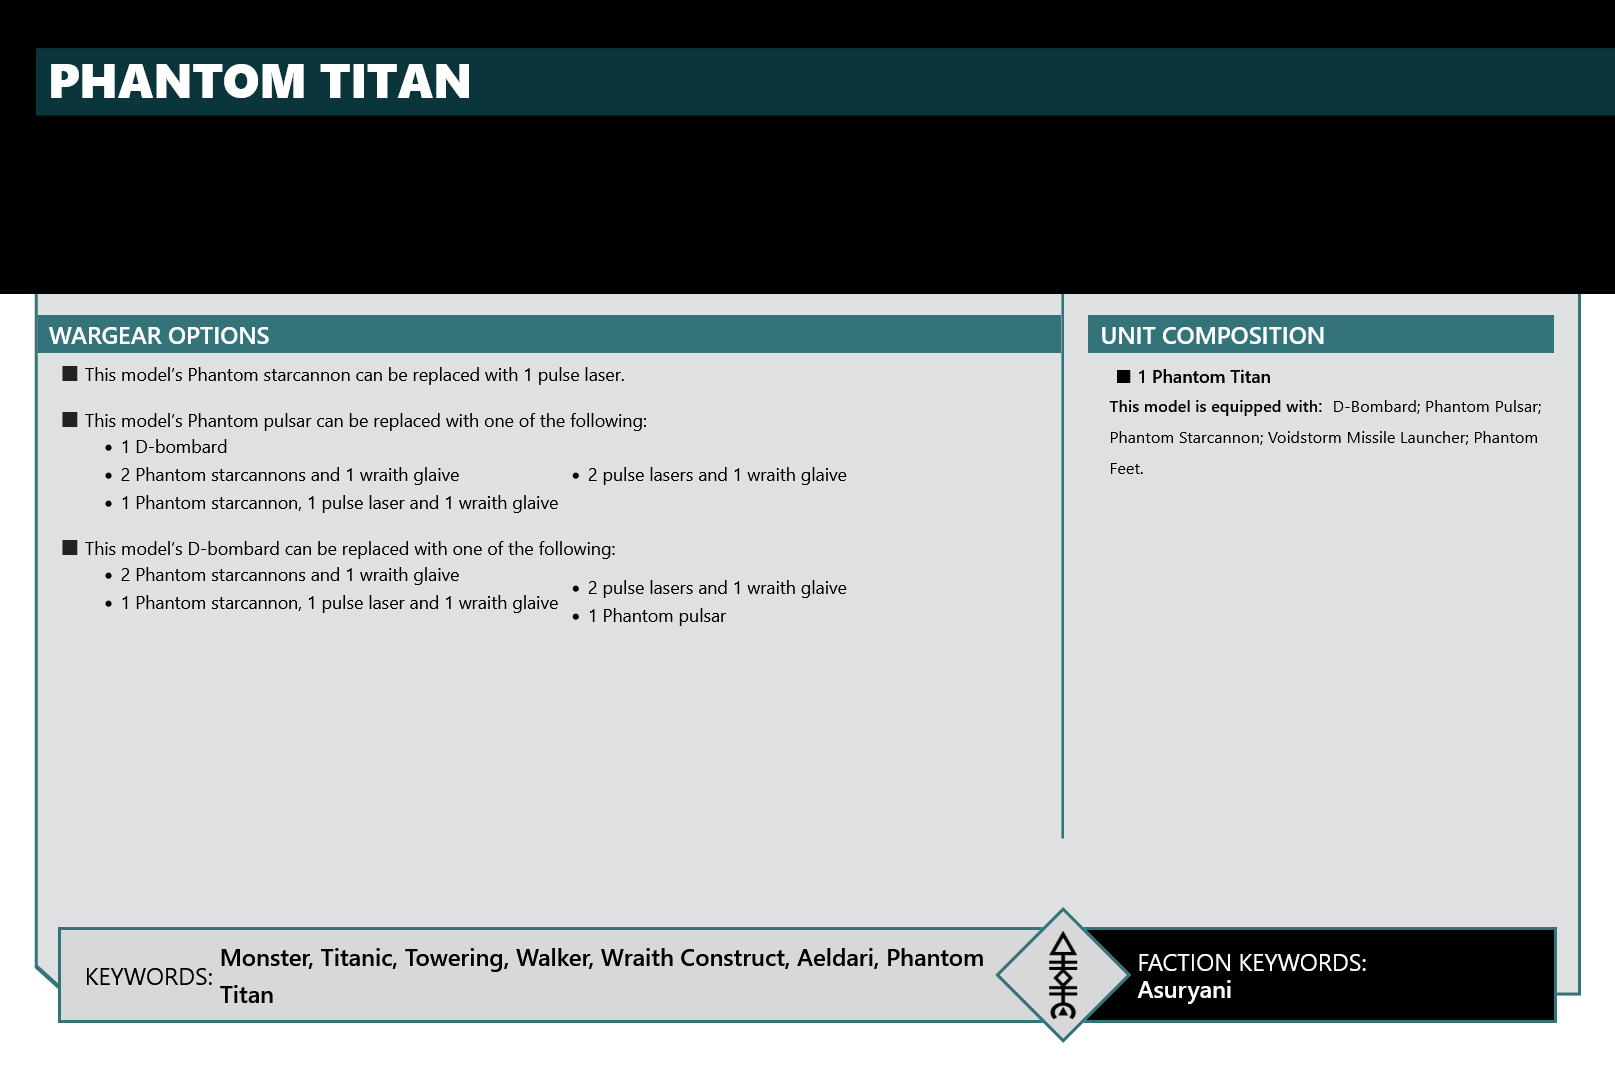 PHANTOM TITAN
WARGEAR OPTIONS
This model’s Phantom starcannon can be replaced with 1 pulse laser.
This model’s Phantom pulsar can be replaced with one of the following:
• 1 D-bombard
• 2 Phantom starcannons and 1 wraith glaive
• 1 Phantom starcannon, 1 pulse laser and 1 wraith glaive
• 2 pulse lasers and 1 wraith glaive
This model’s D-bombard can be replaced with one of the following:
• 2 Phantom starcannons and 1 wraith glaive
• 1 Phantom starcannon, 1 pulse laser and 1 wraith glaive
• 2 pulse lasers and 1 wraith glaive
• 1 Phantom pulsar
UNIT COMPOSITION
1 Phantom Titan
This model is equipped with: D-Bombard; Phantom Pulsar;
Phantom Starcannon; Voidstorm Missile Launcher; Phantom
Feet.
KEYWORDS: Monster, Titanic, Towering, Walker, Wraith Construct, Aeldari, Phantom
Titan
FACTION KEYWORDS:
Asuryani